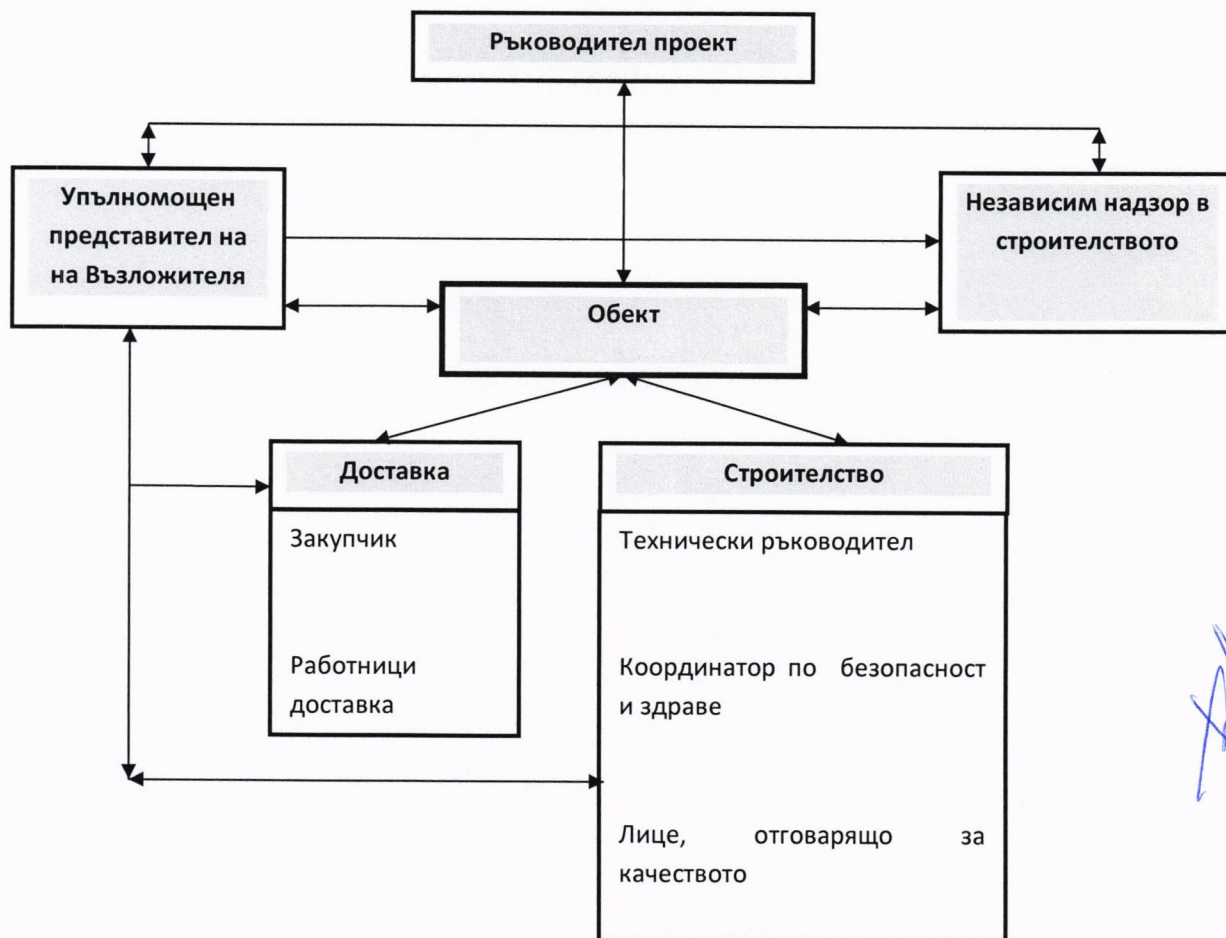 Ръководител проект
Упълномощен
представител на
на Възложителя
Независим надзор в
строителството
Обект
Доставка
Закупчик
Работници
доставка
Строителство
Технически ръководител
Координатор по безопасност
и здраве
Лице, отговарящо за
качеството